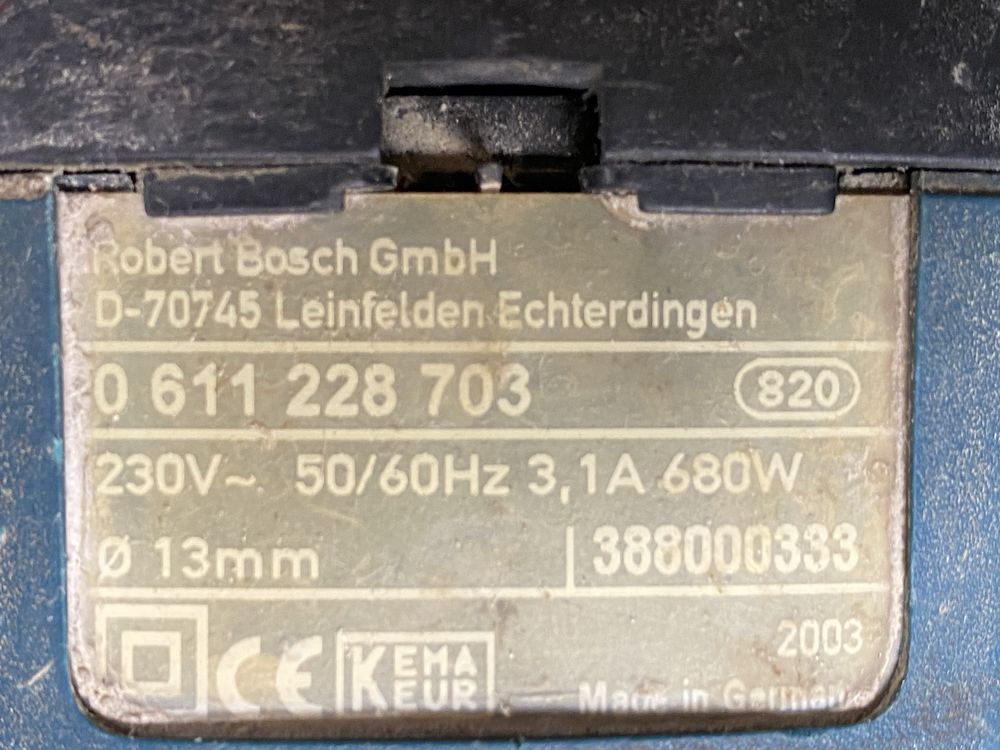 Robert Bosch GmbH
D-70745 Leinfelden Echterdingen
0 611 228 703 820
230V~ 50/60Hz 3,1A 680W
Ø 13mm 388000333
2003
CE KEMA KEUR Made in Germany